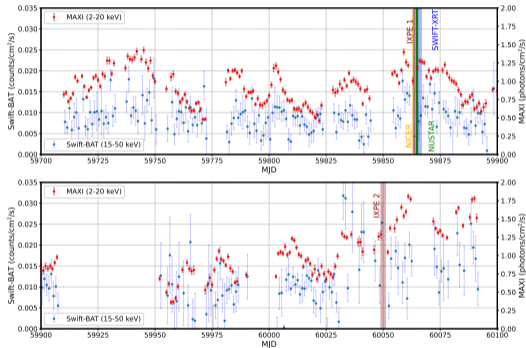 0.035
0.030
0.025
0.020
0.015
0.010
0.005
0.000
Swift-BAT (counts/cm²/s)
MAXI (2-20 keV)
Swift-BAT (15-50 keV)
IXPE 1
SWIFT-XRT
NICER
NUSTAR
2.00
1.75
1.50
1.25
1.00
0.75
0.50
0.25
0.00
MAXI (photons/cm²/s)
59700 59725 59750 59775 59800 59825 59850 59875 59900
MJD
0.035
0.030
0.025
0.020
0.015
0.010
0.005
0.000
Swift-BAT (counts/cm²/s)
MAXI (2-20 keV)
Swift-BAT (15-50 keV)
IXPE 2
2.00
1.75
1.50
1.25
1.00
0.75
0.50
0.25
0.00
MAXI (photons/cm²/s)
59900 59925 59950 59975 60000 60025 60050 60075 60100
MJD